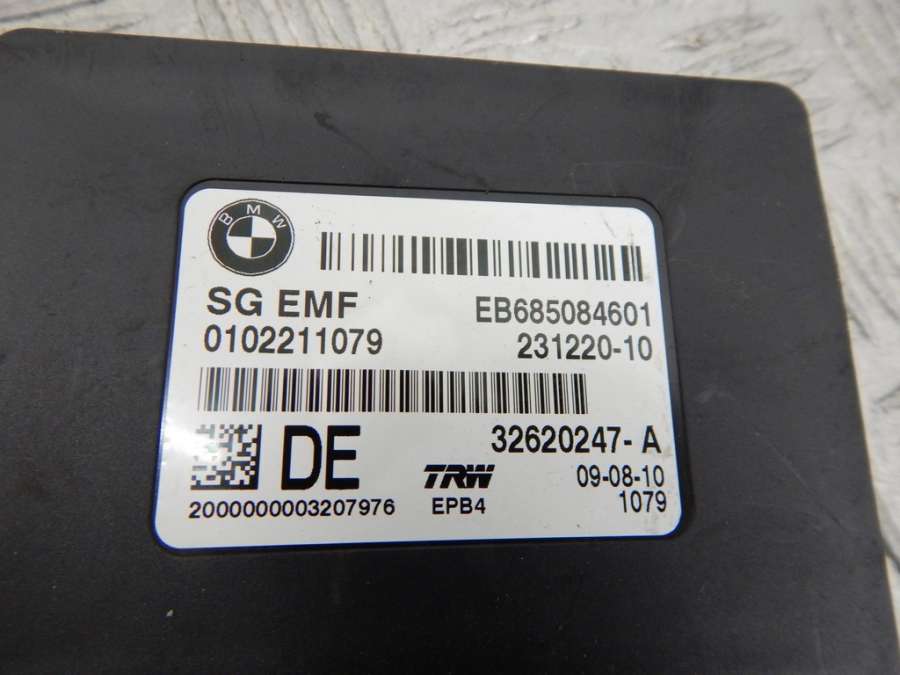 BMW
SG EMF
EB685084601
0102211079
231220-10
32620247- A
DE
TRW
09-08-10
2000000003207976
EPB4
1079